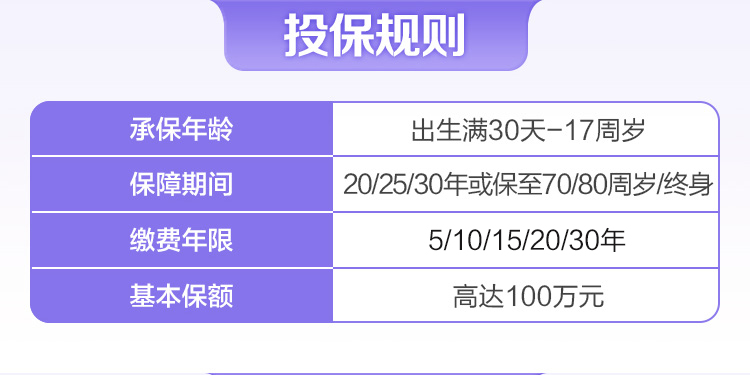 投保规则
承保年龄 出生满30天-17周岁
保障期间 20/25/30年或保至70/80周岁/终身
缴费年限 5/10/15/20/30年
基本保额 高达100万元